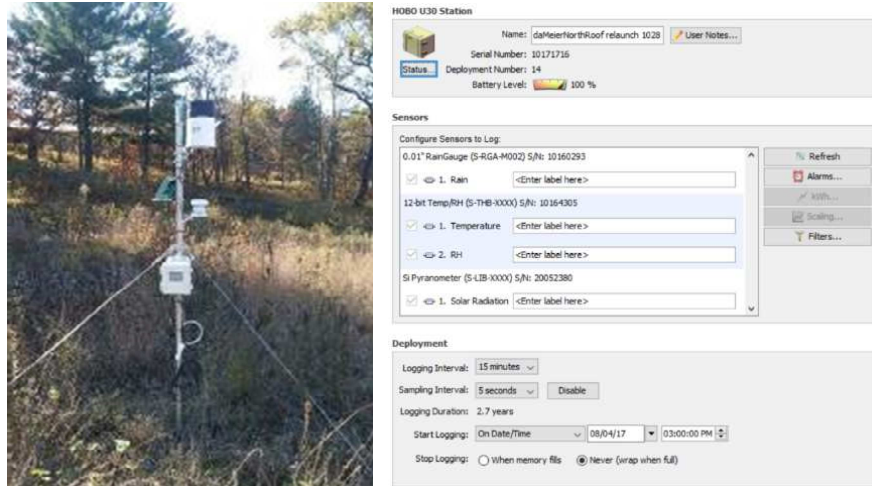 HOBO U30 Station
Name: daMeierNorthRoof relaunch 1028 User Notes...
Serial Number: 10171716
Status... Deployment Number: 14
Battery Level: 100 %
Sensors
Configure Sensors to Log:
0.01" RainGauge (S-RGA-M002) S/N: 10160293
1. Rain <Enter label here>
12-bit Temp/RH (S-THB-XXXX) S/N: 10164305
1. Temperature <Enter label here>
2. RH <Enter label here>
Si Pyranometer (S-LIB-XXXX) S/N: 20052380
1. Solar Radiation <Enter label here>
Refresh
Alarms...
kWh...
Scaling...
Filters...
Deployment
Logging Interval: 15 minutes
Sampling Interval: 5 seconds Disable
Logging Duration: 2.7 years
Start Logging: On Date/Time 08/04/17 03:00:00 PM
Stop Logging: When memory fills Never (wrap when full)